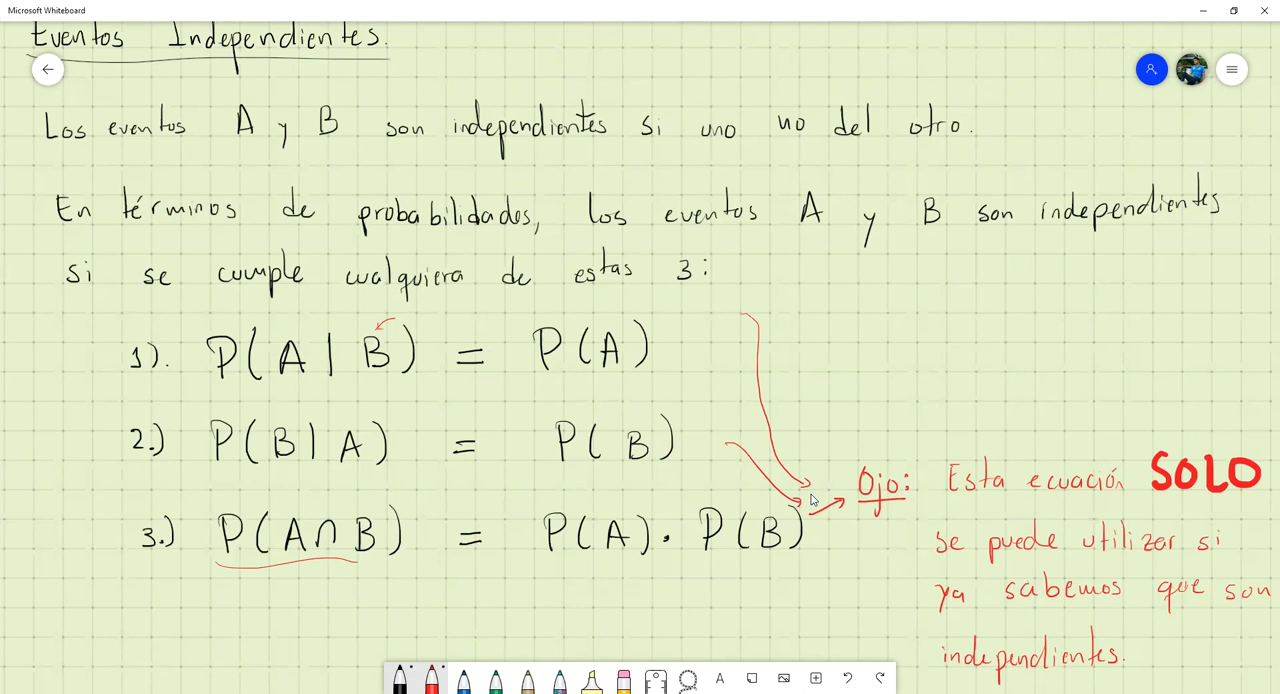 Microsoft Whiteboard
Eventos Independientes.
Los eventos A y B son independientes si uno no del otro.
En términos de probabilidades, los eventos A y B son independientes
si se cumple cualquiera de estas 3:
1). P(A | B) = P(A)
2.) P(B | A) = P(B)
3.) P(A ∩ B) = P(A) . P(B)
Ojo: Esta ecuación SOLO
se puede utilizar si
ya sabemos que son
independientes.
A